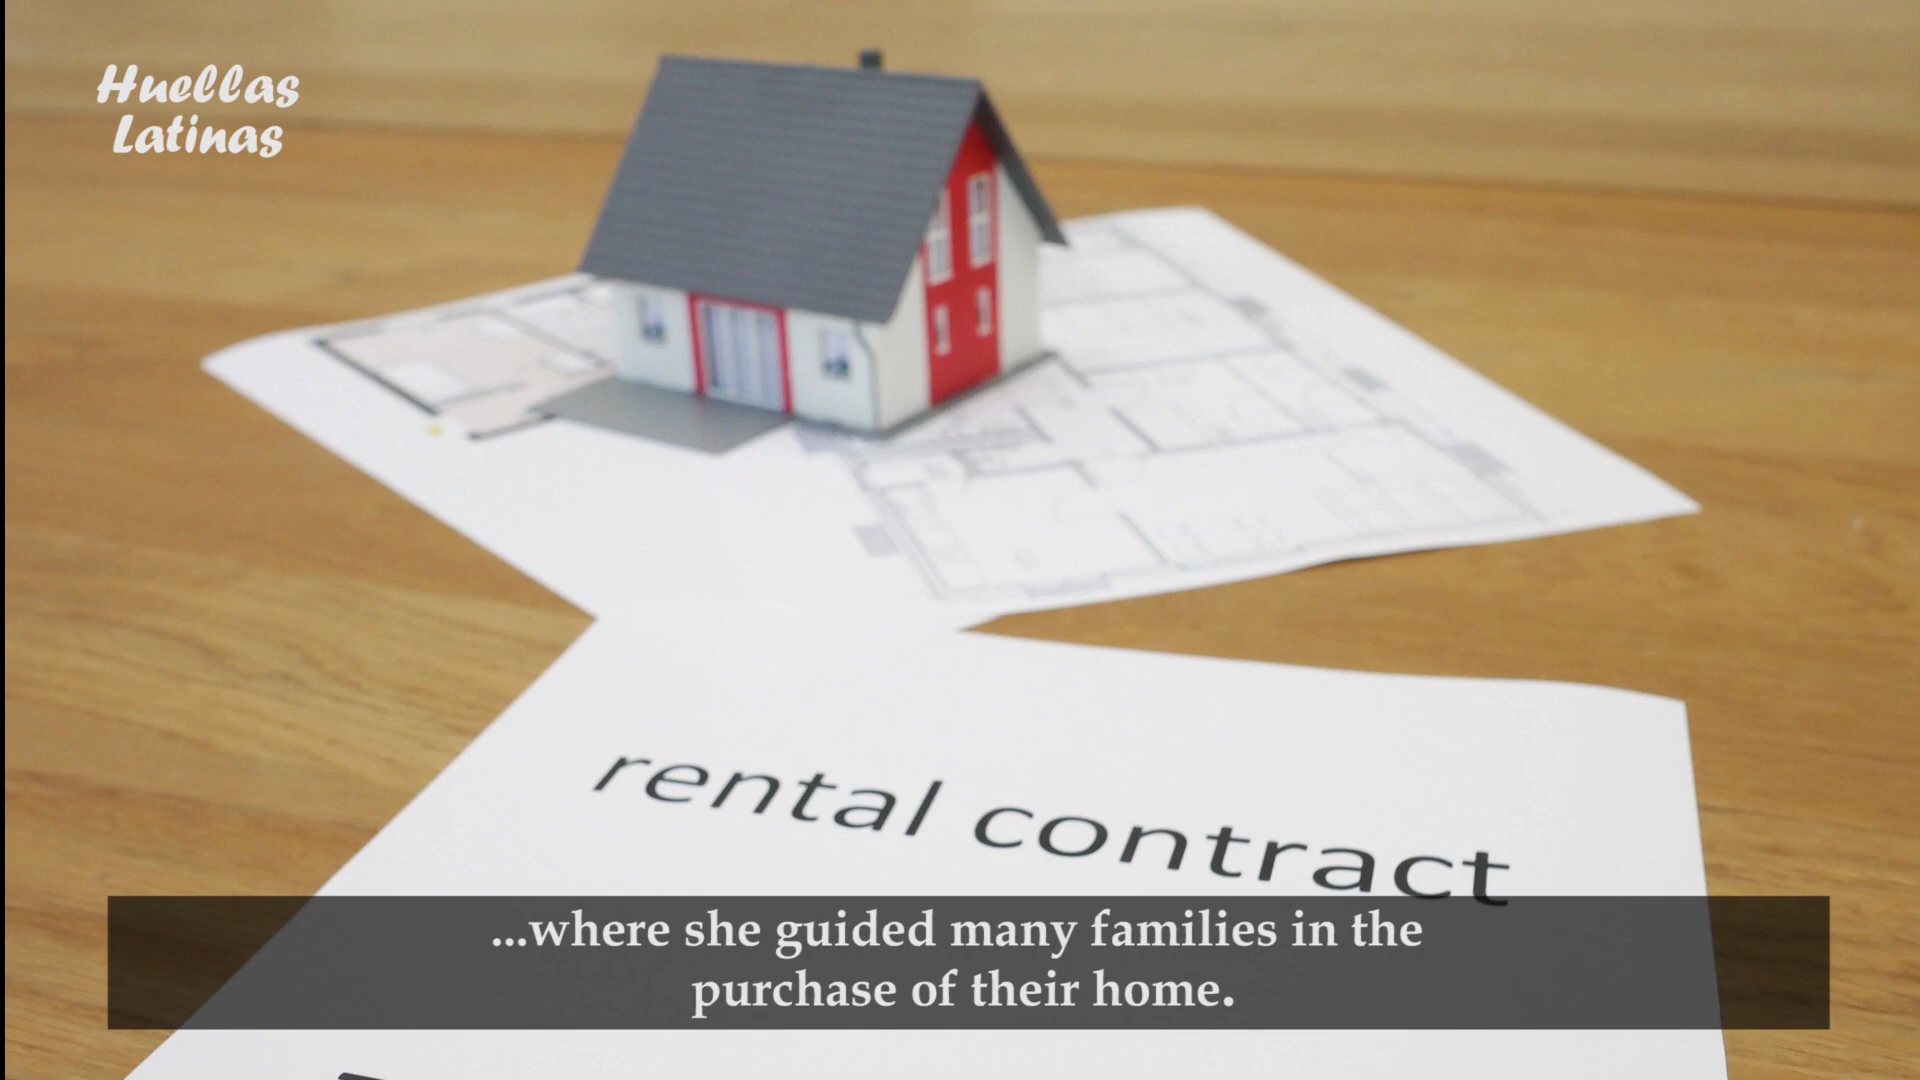 Huellas
Latinas
rental contract
...where she guided many families in the
purchase of their home.